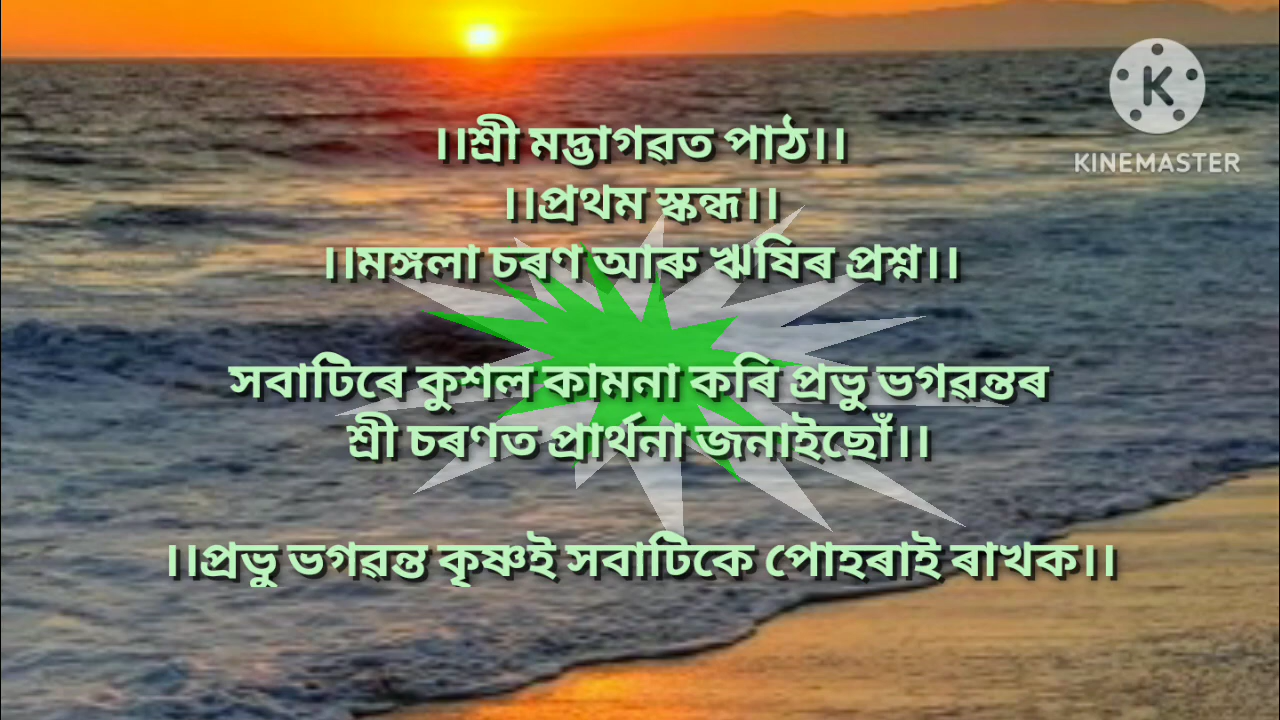 ।।শ্ৰী মদ্ভাগৱত পাঠ।।
।।প্ৰথম স্কন্ধ।।
।।মঙ্গলা চৰণ আৰু ঋষিৰ প্ৰশ্ন।।
সবাটিৰে কুশল কামনা কৰি প্ৰভু ভগৱন্তৰ
শ্ৰী চৰণত প্ৰাৰ্থনা জনাইছোঁ।।
।।প্ৰভু ভগৱন্ত কৃষ্ণই সবাটিকে পোহৰাই ৰাখক।।
K
KINEMASTER